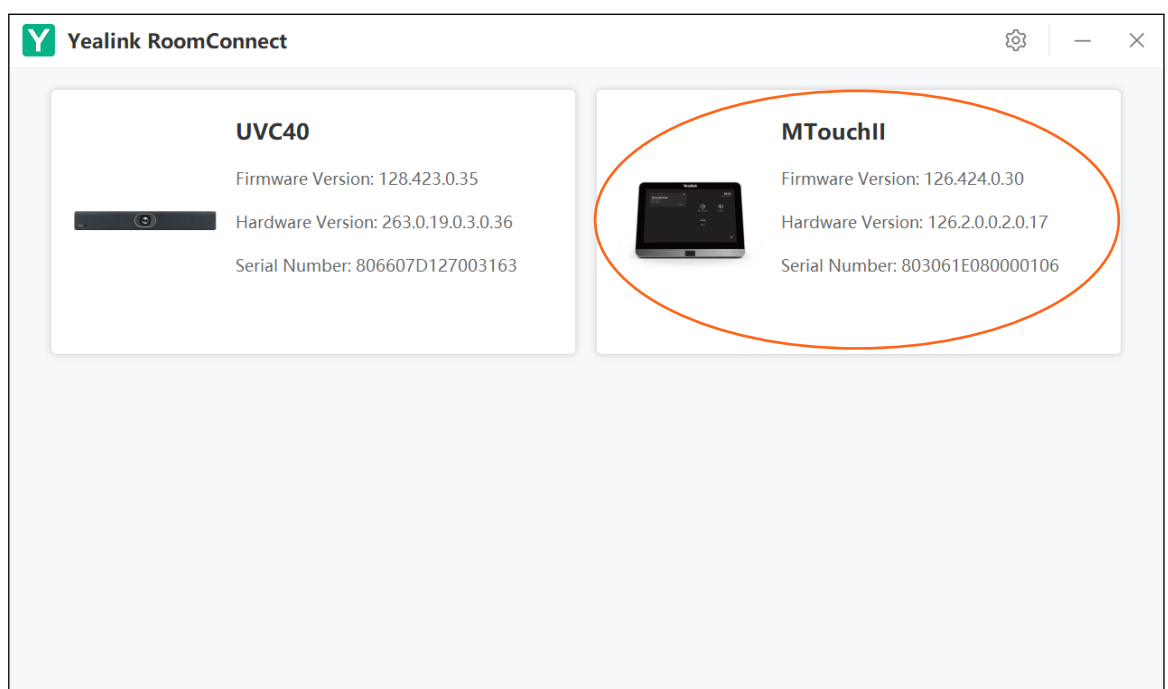 Yealink RoomConnect
UVC40
Firmware Version: 128.423.0.35
Hardware Version: 263.0.19.0.3.0.36
Serial Number: 806607D127003163
MTouchII
Firmware Version: 126.424.0.30
Hardware Version: 126.2.0.0.2.0.17
Serial Number: 803061E080000106